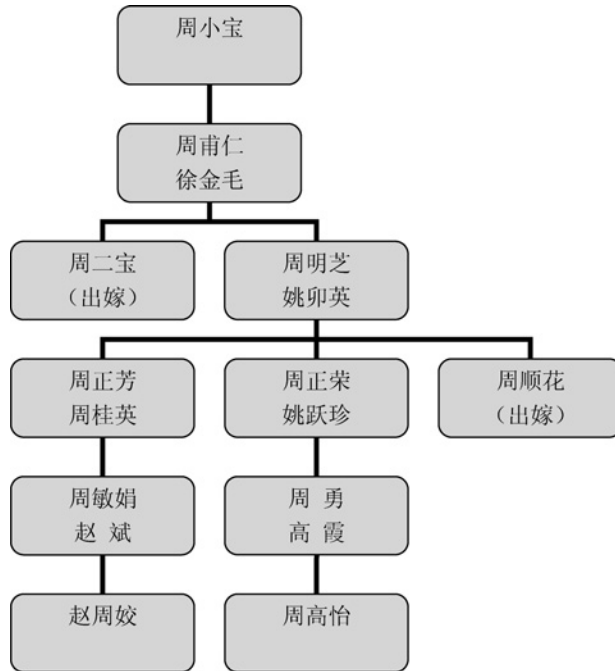 周小宝
周甫仁
徐金毛
周二宝
（出嫁）
周明芝
姚卯英
周正芳
周桂英
周正荣
姚跃珍
周顺花
（出嫁）
周敏娟
赵 斌
周 勇
高 霞
赵周姣
周高怡